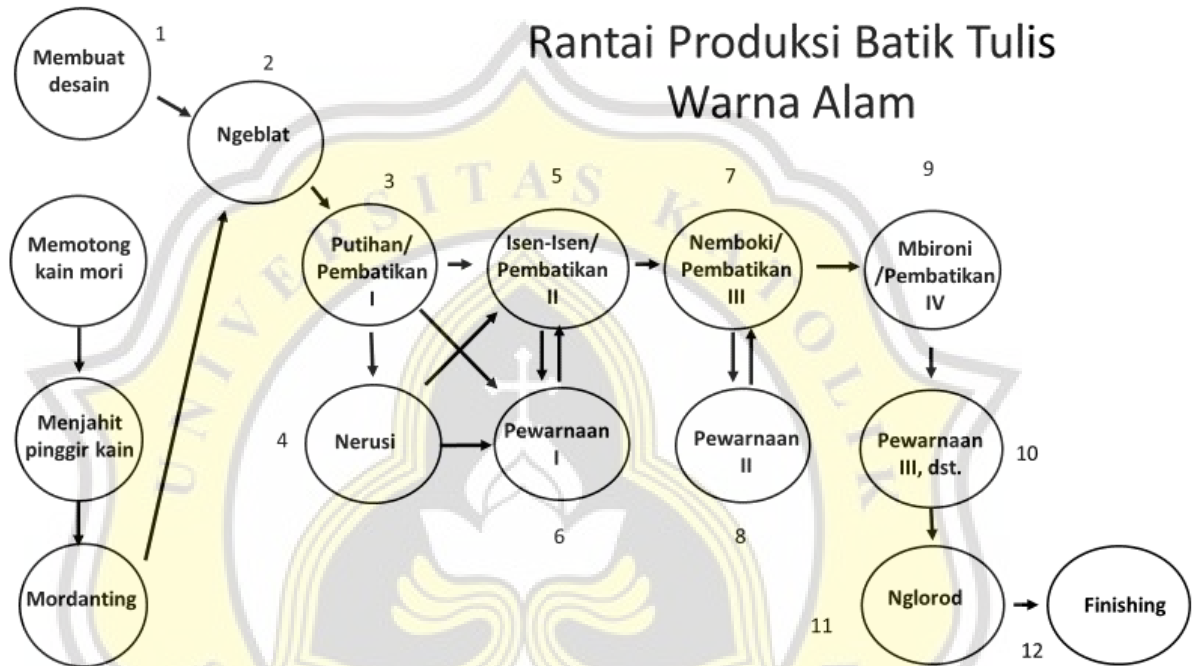 Rantai Produksi Batik Tulis
Warna Alam
1
Membuat
desain
2
Ngeblat
Memotong
kain mori
Menjahit
pinggir kain
Mordanting
3
Putihan/
Pembatikan
I
4
Nerusi
5
Isen-Isen/
Pembatikan
II
Pewarnaan
I
6
7
Nemboki/
Pembatikan
III
Pewarnaan
II
8
9
Mbironi
/Pembatikan
IV
Pewarnaan
III, dst.
10
Nglorod
11
Finishing
12
UNIVERSITAS KATOLIK